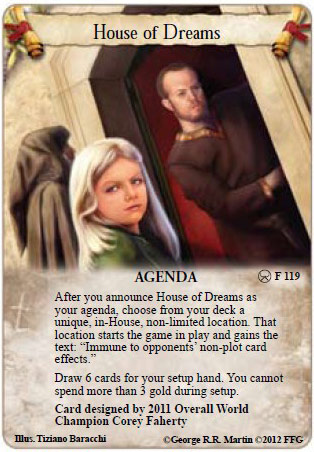 House of Dreams
AGENDA
F 119
After you announce House of Dreams as
your agenda, choose from your deck a
unique, in-House, non-limited location. That
location starts the game in play and gains the
text: “Immune to opponents’ non-plot card
effects.”
Draw 6 cards for your setup hand. You cannot
spend more than 3 gold during setup.
Card designed by 2011 Overall World
Champion Corey Faherty
Illus. Tiziano Baracchi
©George R.R. Martin ©2012 FFG